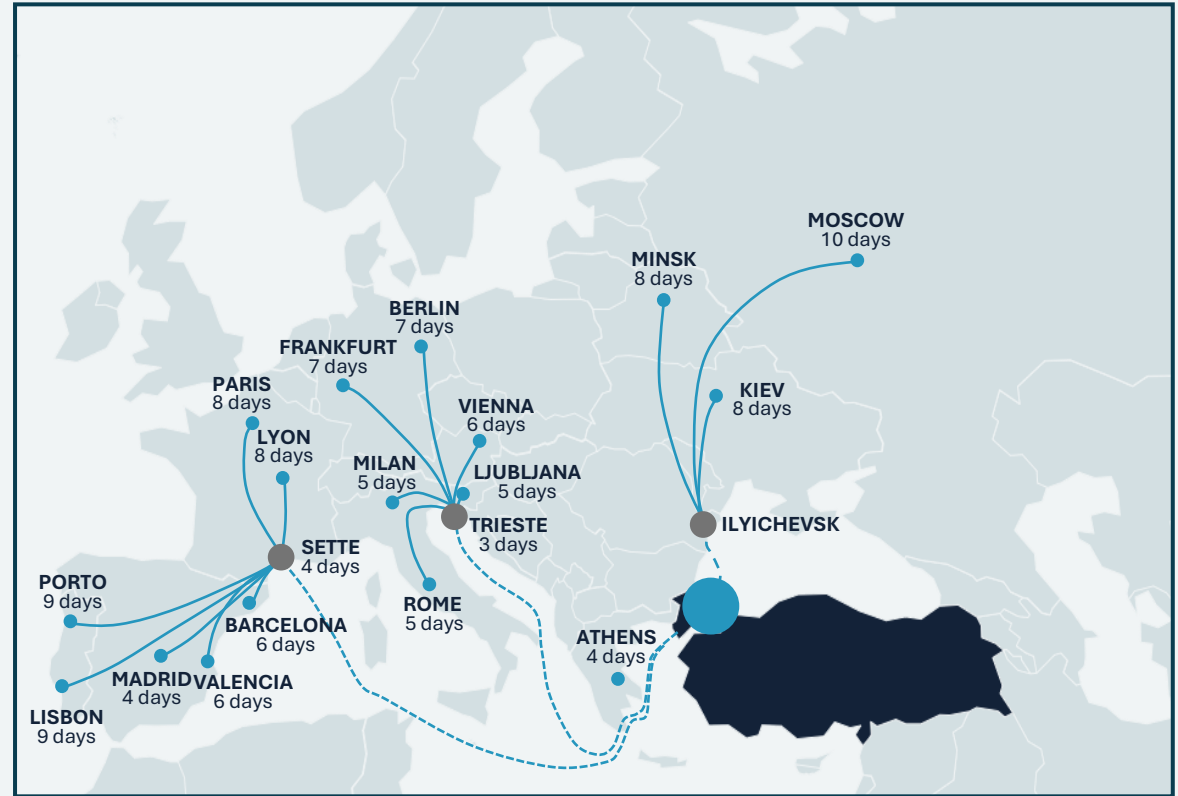 MOSCOW
10 days
MINSK
8 days
BERLIN
7 days
FRANKFURT
7 days
PARIS
8 days
KIEV
8 days
VIENNA
6 days
LYON
8 days
MILAN
5 days
LJUBLJANA
5 days
TRIESTE
3 days
ILYICHEVSK
SETTE
4 days
PORTO
9 days
ROME
5 days
BARCELONA
6 days
ATHENS
4 days
MADRID
4 days
VALENCIA
6 days
LISBON
9 days